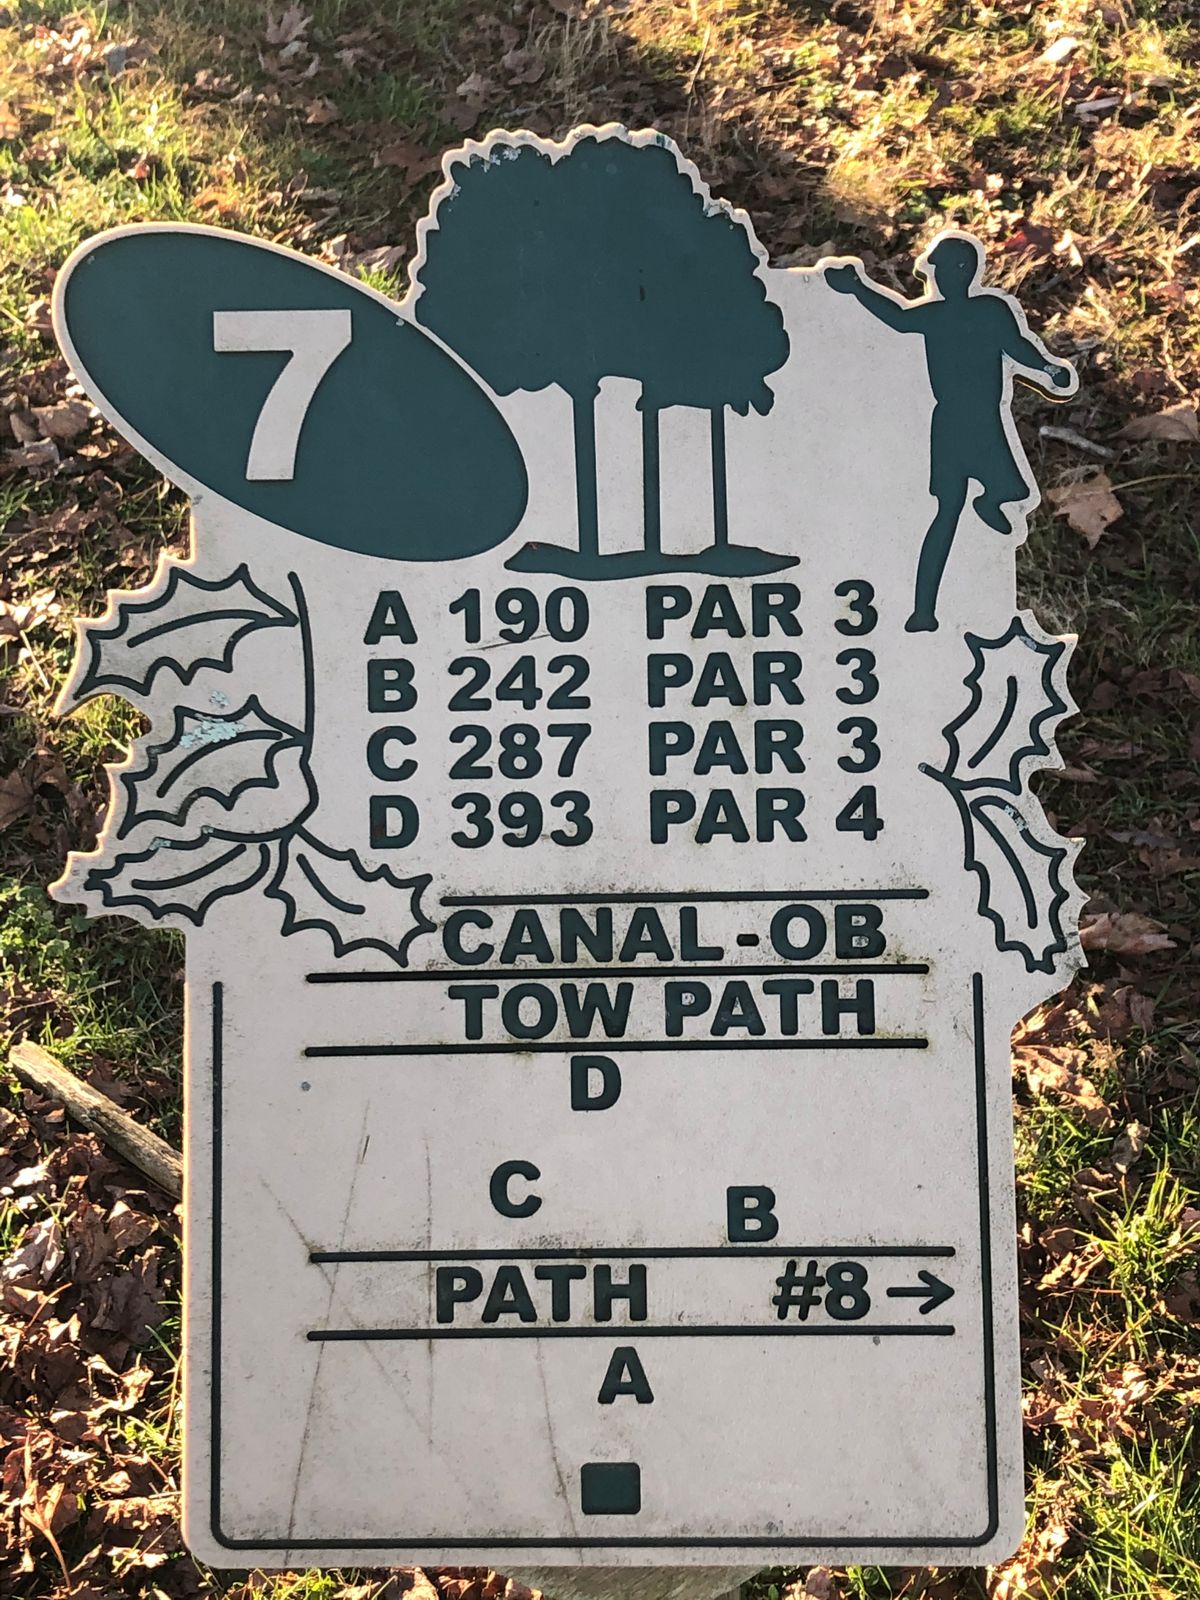 7
A 190 PAR 3
B 242 PAR 3
C 287 PAR 3
D 393 PAR 4
CANAL-OB
TOW PATH
D
C
B
PATH #8→
A